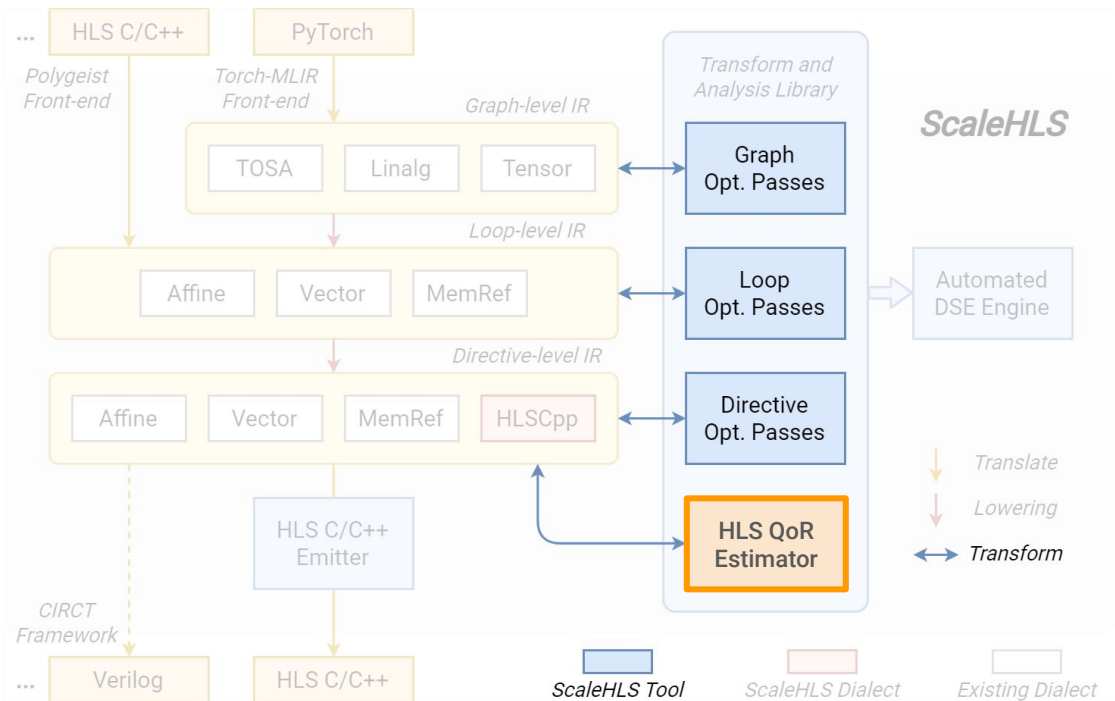 ... HLS C/C++ PyTorch
Polygeist
Front-end
Torch-MLIR
Front-end
Graph-level IR
TOSA Linalg Tensor
Loop-level IR
Affine Vector MemRef
Directive-level IR
Affine Vector MemRef HLSCpp
HLS C/C++
Emitter
CIRCT
Framework
... Verilog HLS C/C++
Transform and
Analysis Library
Graph
Opt. Passes
Loop
Opt. Passes
Directive
Opt. Passes
HLS QoR
Estimator
ScaleHLS
Automated
DSE Engine
Translate
Lowering
Transform
ScaleHLS Tool ScaleHLS Dialect Existing Dialect